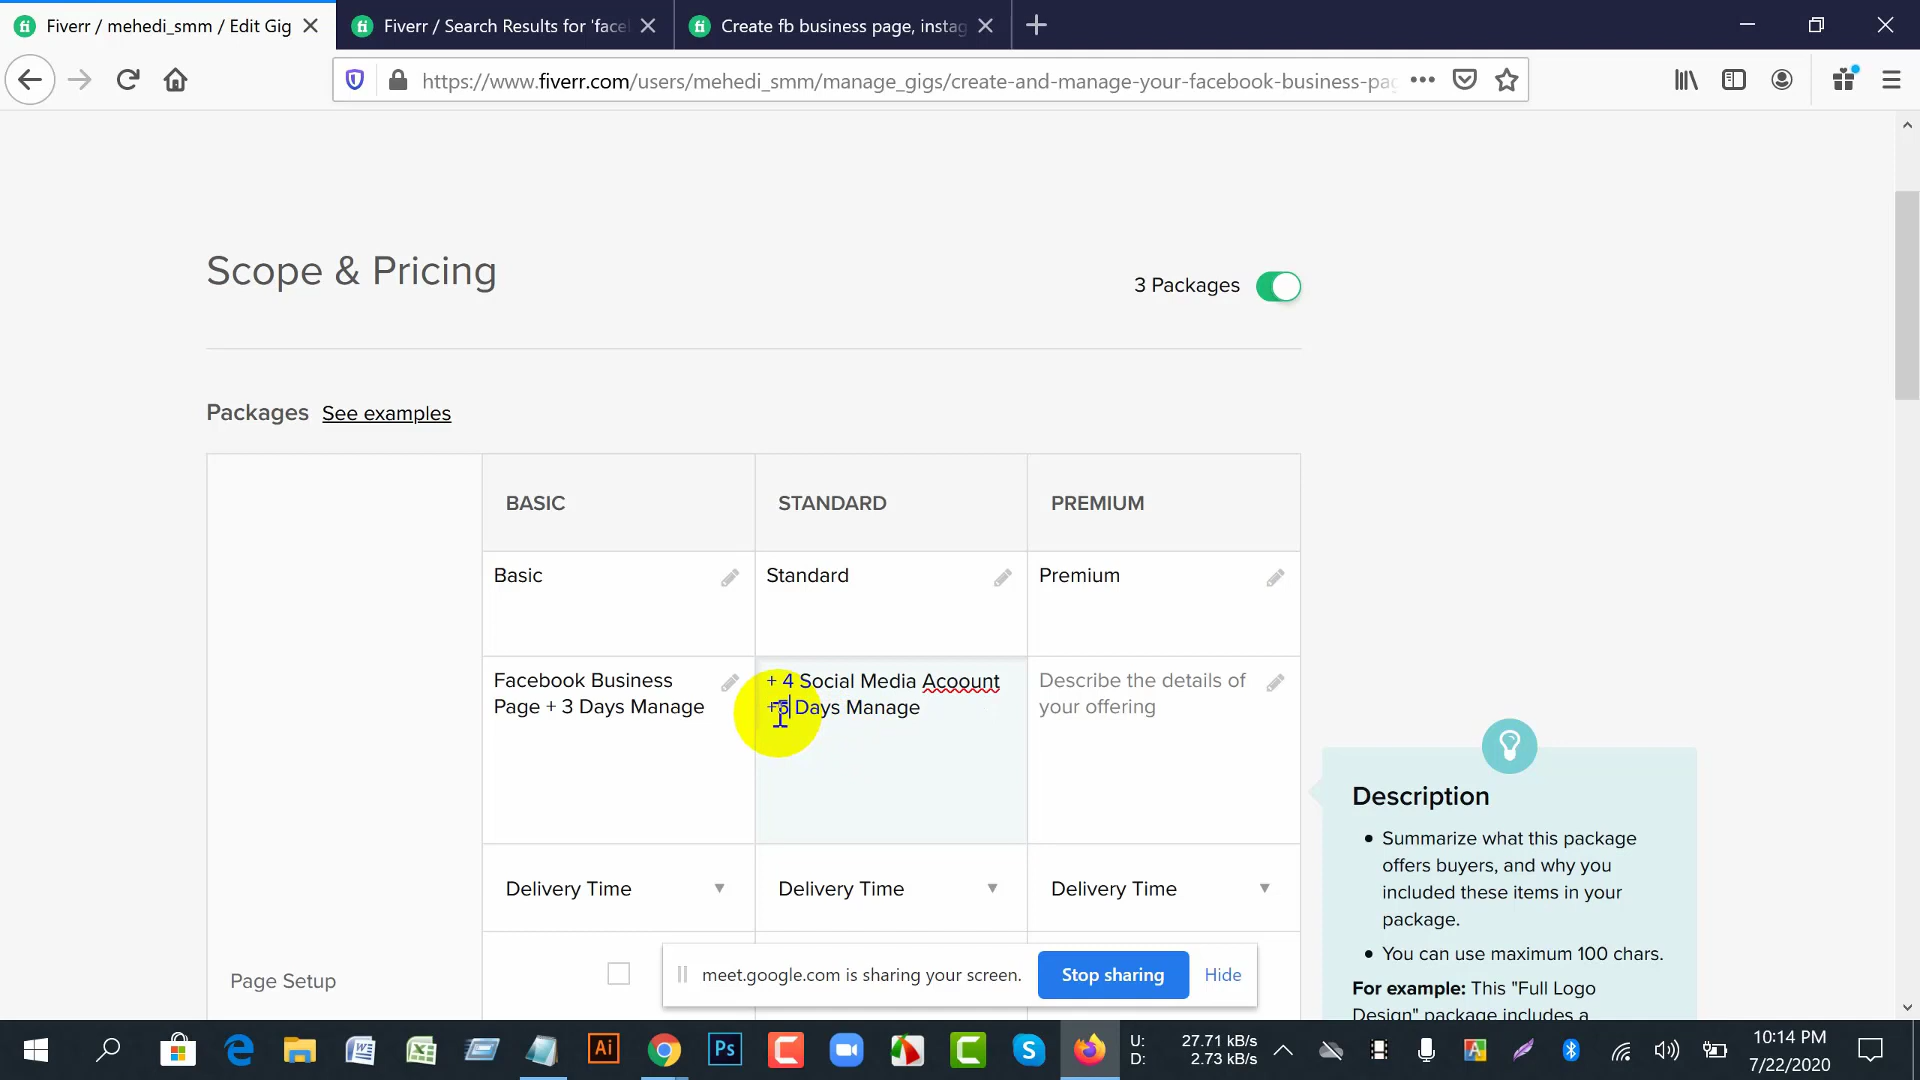 Fiverr / mehedi_smm / Edit Gig
Fiverr / Search Results for 'face
Create fb business page, instag
https://www.fiverr.com/users/mehedi_smm/manage_gigs/create-and-manage-your-facebook-business-pag
Scope & Pricing
3 Packages
Packages See examples
BASIC STANDARD PREMIUM
Basic Standard Premium
Facebook Business
Page + 3 Days Manage
+ 4 Social Media Acoount
+5 Days Manage
Describe the details of
your offering
Delivery Time Delivery Time Delivery Time
Page Setup
Description
Summarize what this package
offers buyers, and why you
included these items in your
package.
You can use maximum 100 chars.
For example: This "Full Logo
Design" package includes a
meet.google.com is sharing your screen.
Stop sharing
Hide
U: 27.71 kB/s
D: 2.73 kB/s
10:14 PM
7/22/2020